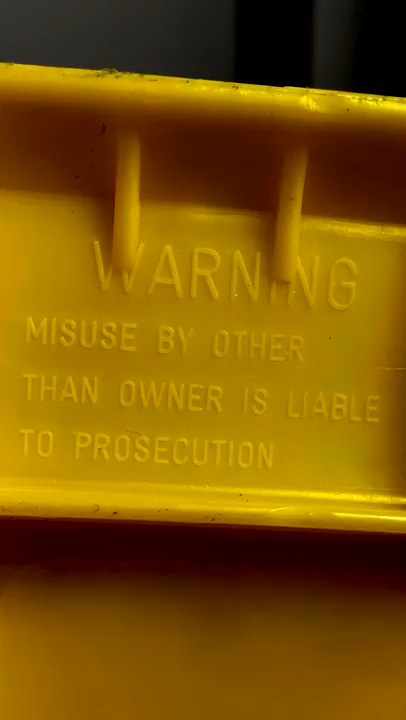 WARNING
MISUSE BY OTHER
THAN OWNER IS LIABLE
TO PROSECUTION